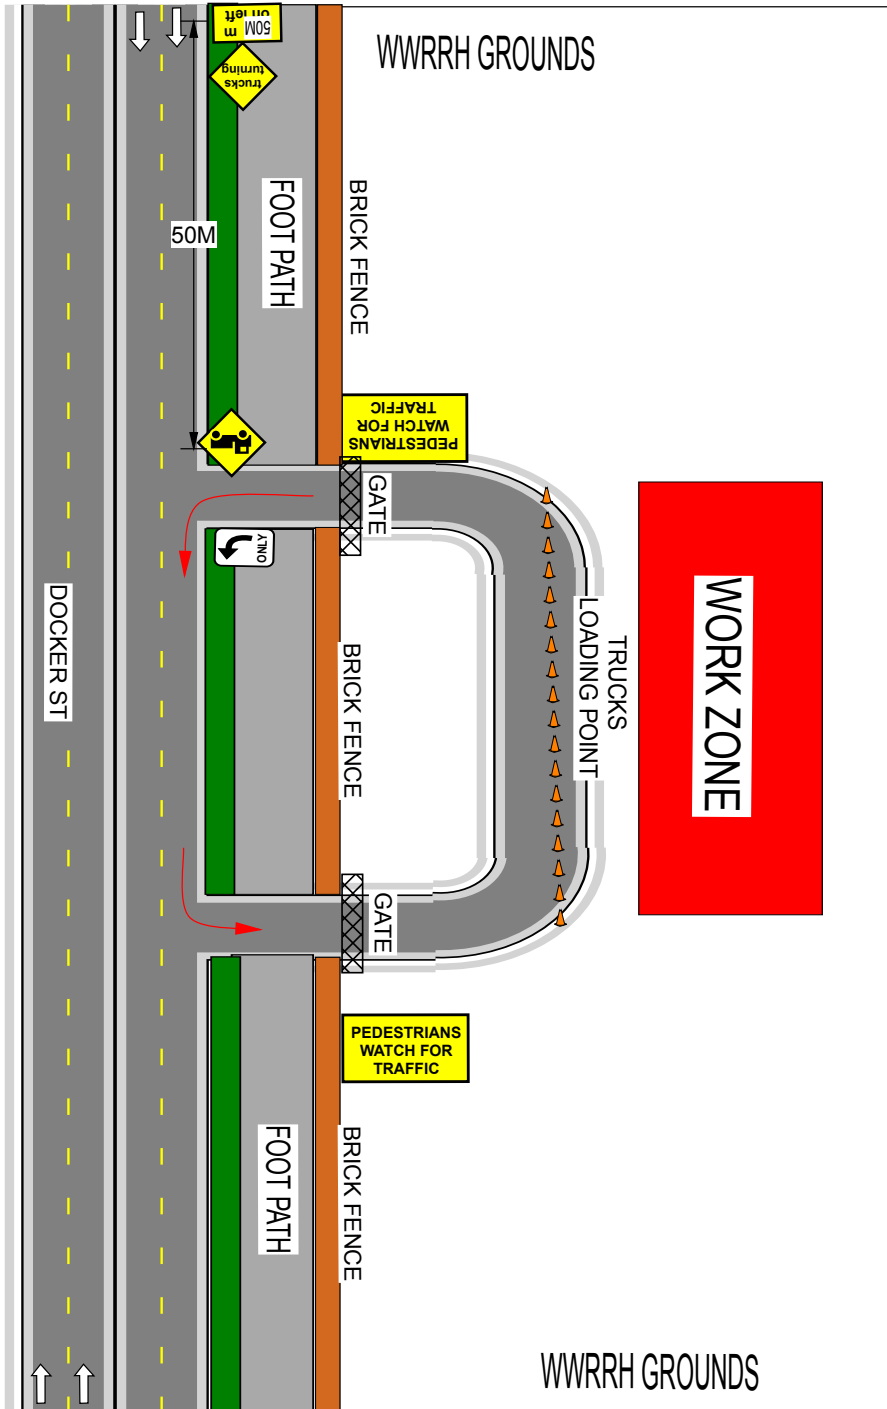 on left
50M m
trucks
turning
WWRRH GROUNDS
50M
FOOT PATH
BRICK FENCE
PEDESTRIANS
WATCH FOR
TRAFFIC
GATE
ONLY
DOCKER ST
BRICK FENCE
TRUCKS
LOADING POINT
WORK ZONE
GATE
PEDESTRIANS
WATCH FOR
TRAFFIC
FOOT PATH
BRICK FENCE
WWRRH GROUNDS